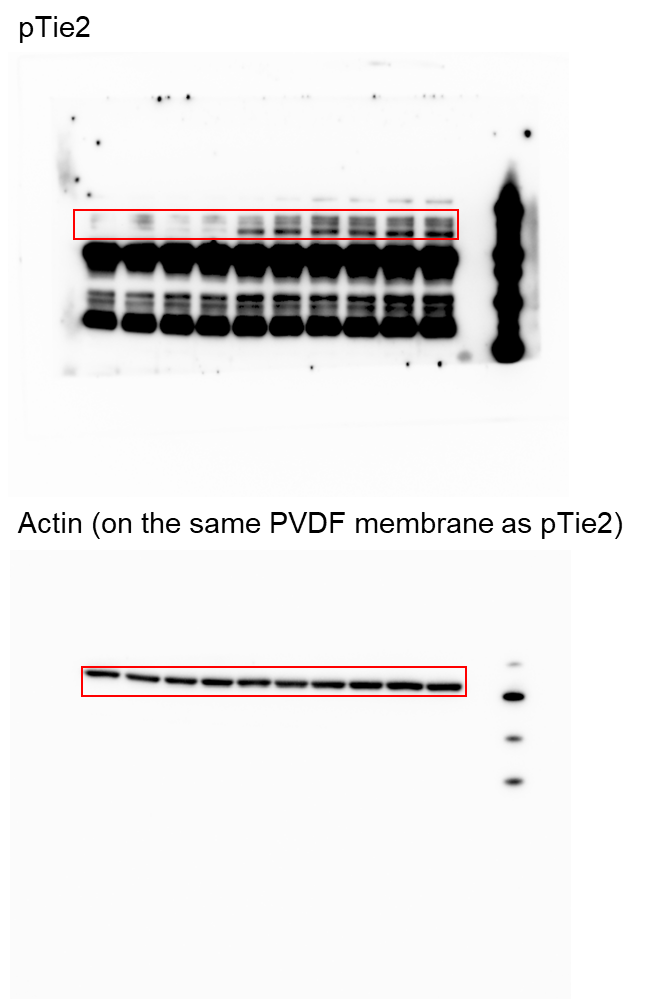 pTie2
Actin (on the same PVDF membrane as pTie2)